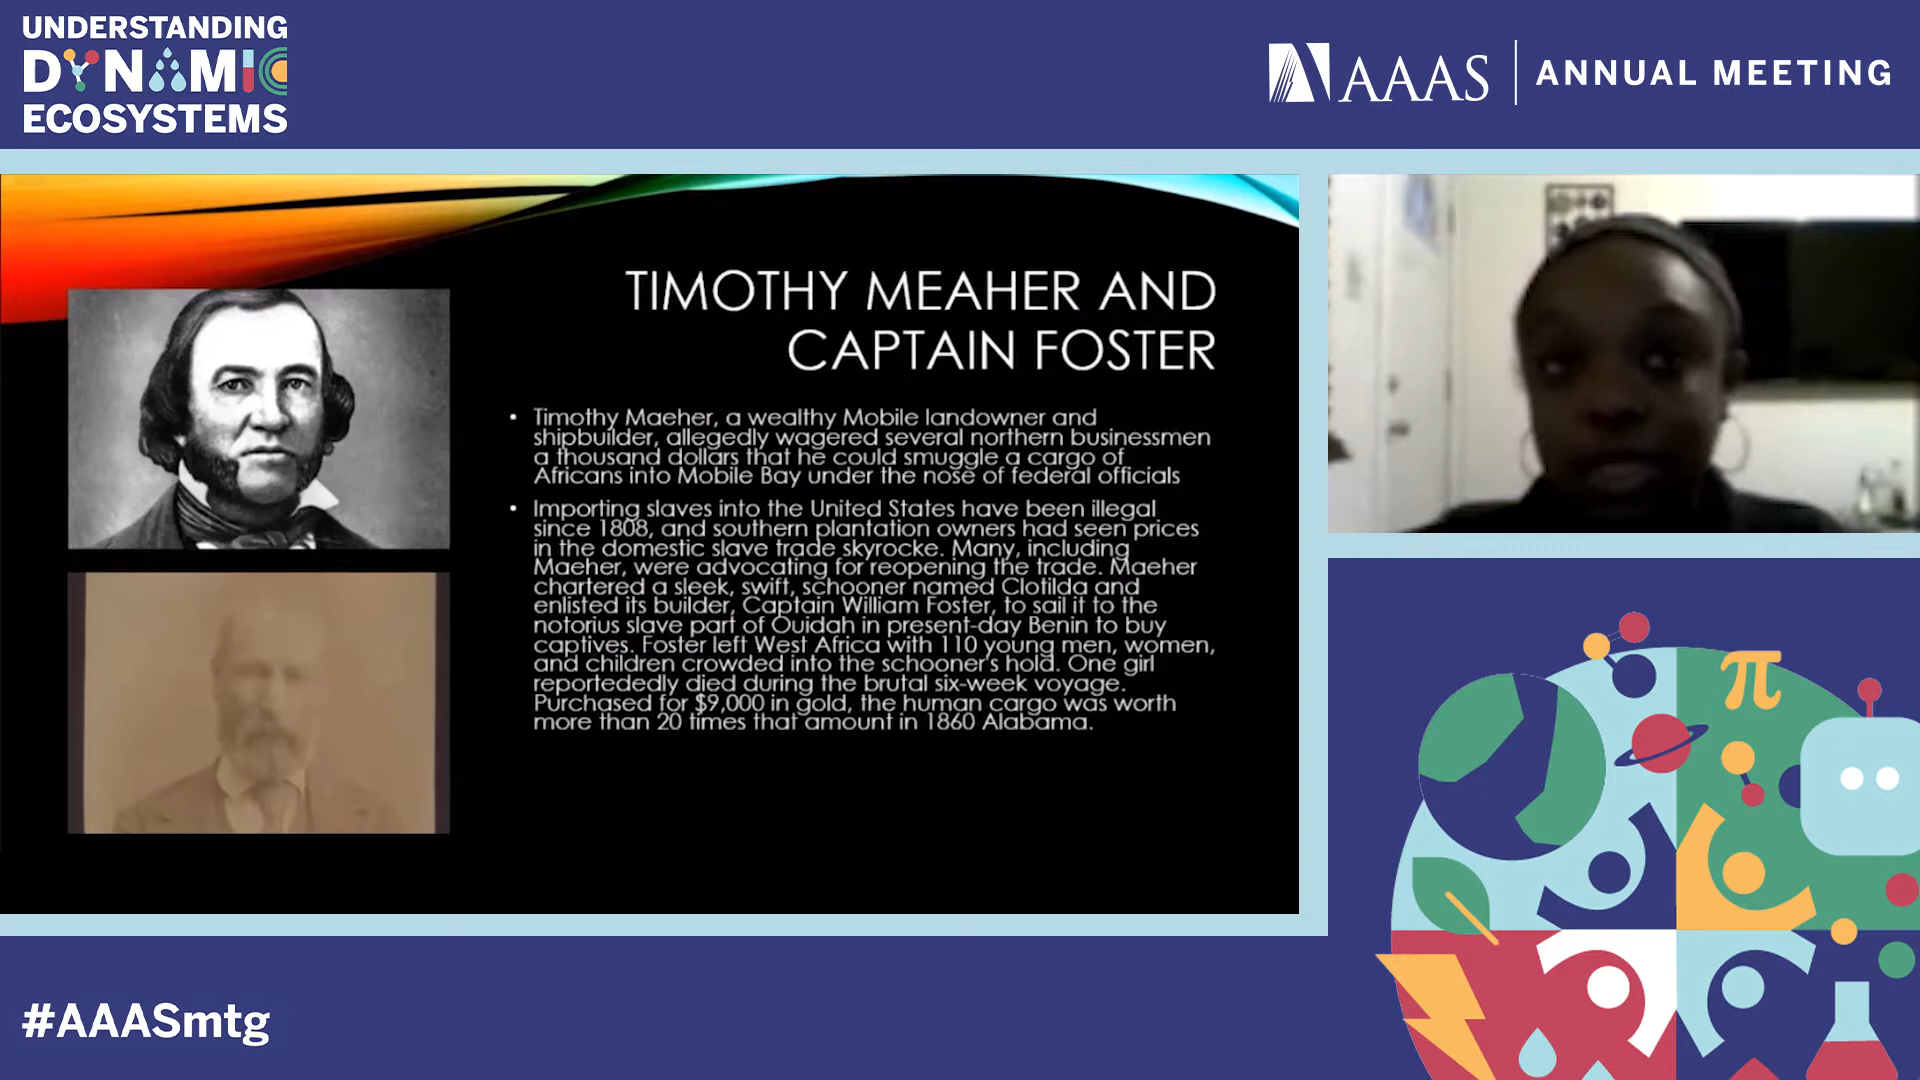 UNDERSTANDING
DYNAMIC
ECOSYSTEMS
AAAS
ANNUAL MEETING
TIMOTHY MEAHER AND
CAPTAIN FOSTER
• Timothy Maeher, a wealthy Mobile landowner and
shipbuilder, allegedly wagered several northern businessmen
a thousand dollars that he could smuggle a cargo of
Africans into Mobile Bay under the nose of federal officials
• Importing slaves into the United States have been illegal
since 1808, and southern plantation owners had seen prices
in the domestic slave trade skyrocke. Many, including
Maeher, were advocating for reopening the trade. Maeher
chartered a sleek, swift, schooner named Clotilda and
enlisted its builder, Captain William Foster, to sail it to the
notorius slave part of Ouidah in present-day Benin to buy
captives. Foster left West Africa with 110 young men, women,
and children crowded into the schooner's hold. One girl
reportededly died during the brutal six-week voyage.
Purchased for $9,000 in gold, the human cargo was worth
more than 20 times that amount in 1860 Alabama.
π
#AAASmtg